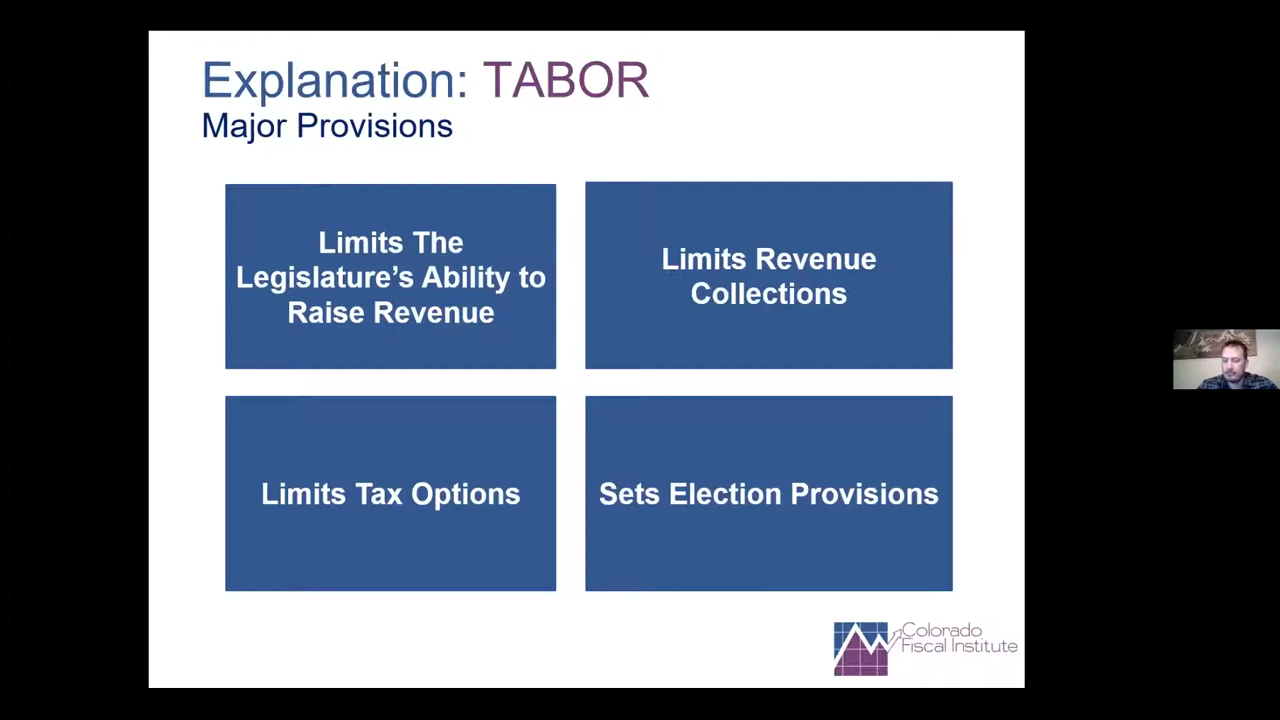 Explanation: TABOR
Major Provisions
Limits The
Legislature’s Ability to
Raise Revenue
Limits Revenue
Collections
Limits Tax Options
Sets Election Provisions
Colorado
Fiscal Institute